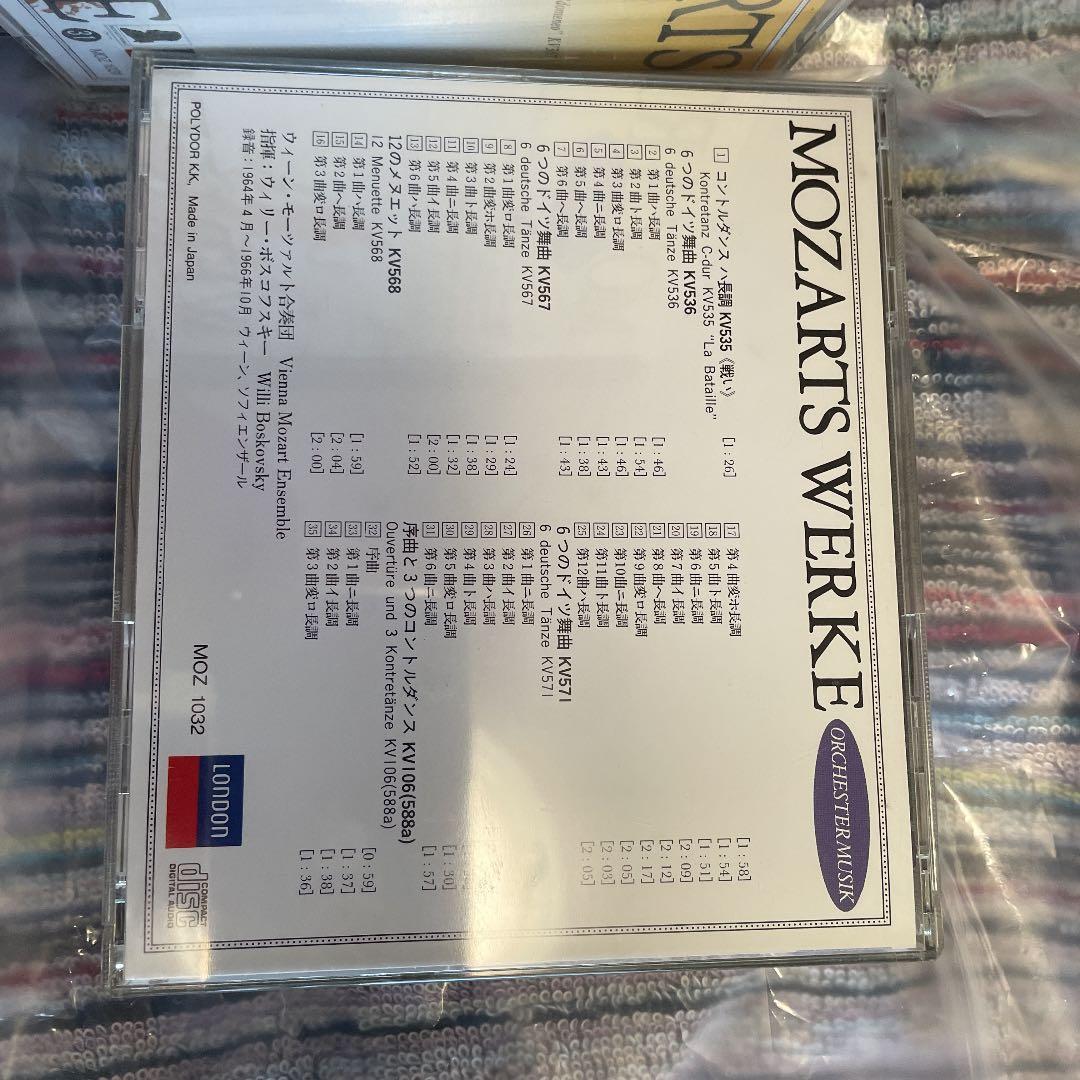 MOZARTS WERKE
ORCHESTERMUSIK
1 コントルダンス ハ長調 KV535《戦い》 [1:26]
Kontretanz C-dur KV535 "La Bataille"
6つのドイツ舞曲 KV536
6 deutsche Tänze KV536
2 第1曲ハ長調 [1:46]
3 第2曲ト長調 [1:54]
4 第3曲変ロ長調 [1:46]
5 第4曲ニ長調 [1:43]
6 第5曲ヘ長調 [1:38]
7 第6曲ヘ長調 [1:43]
6つのドイツ舞曲 KV567
6 deutsche Tänze KV567
8 第1曲変ロ長調 [1:24]
9 第2曲変ホ長調 [1:29]
10 第3曲ト長調 [1:38]
11 第4曲ニ長調 [1:32]
12 第5曲イ長調 [2:00]
13 第6曲ハ長調 [1:52]
12のメヌエット KV568
12 Menuette KV568
14 第1曲ハ長調 [1:59]
15 第2曲ヘ長調 [2:04]
16 第3曲変ロ長調 [2:00]
17 第4曲変ホ長調 [1:58]
18 第5曲ト長調 [1:54]
19 第6曲ニ長調 [1:51]
20 第7曲イ長調 [2:09]
21 第8曲ヘ長調 [2:12]
22 第9曲変ロ長調 [2:17]
23 第10曲ニ長調 [2:05]
24 第11曲ト長調 [2:03]
25 第12曲ハ長調 [2:05]
6つのドイツ舞曲 KV571
6 deutsche Tänze KV571
26 第1曲ニ長調
27 第2曲イ長調
28 第3曲ハ長調
29 第4曲ト長調
30 第5曲変ロ長調 [1:30]
31 第6曲ニ長調 [1:57]
序曲と3つのコントルダンス KV106(588a)
Ouvertüre und 3 Kontretänze KV106(588a)
32 序曲 [0:59]
33 第1曲ニ長調 [1:37]
34 第2曲イ長調 [1:38]
35 第3曲変ロ長調 [1:36]
ウィーン・モーツァルト合奏団 Vienna Mozart Ensemble
指揮：ウィリー・ボスコフスキー Willi Boskovsky
録音：1964年4月～1966年10月 ウィーン、ソフィエンザール
POLYDOR K.K., Made in Japan
MOZ 1032
LONDON
COMPACT
disc
DIGITAL AUDIO